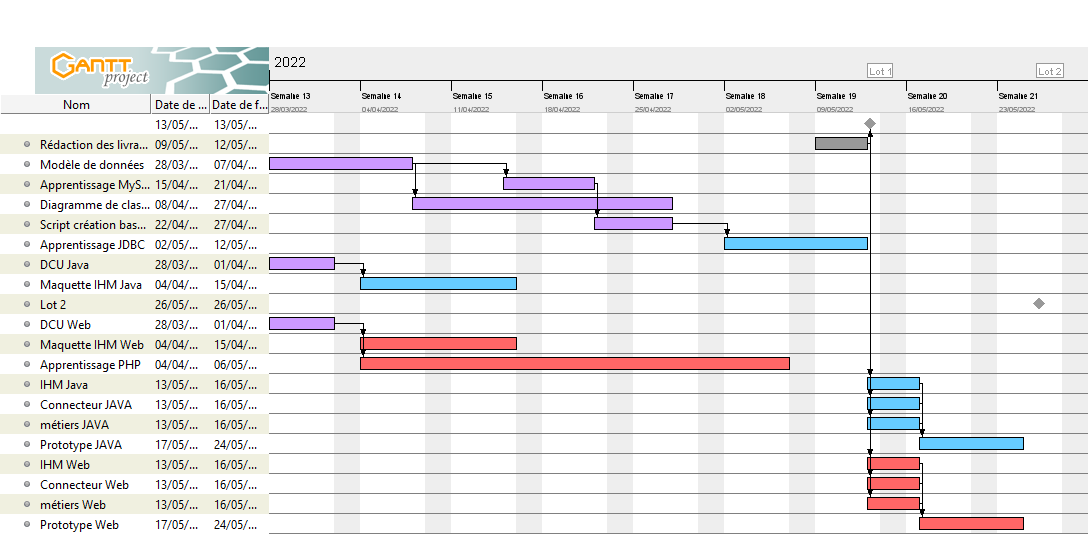 GANTT
project
2022
Lot 1
Lot 2
Nom Date de ... Date de f...
Semaine 13 Semaine 14 Semaine 15 Semaine 16 Semaine 17 Semaine 18 Semaine 19 Semaine 20 Semaine 21
28/03/2022 04/04/2022 11/04/2022 18/04/2022 25/04/2022 02/05/2022 09/05/2022 16/05/2022 23/05/2022
13/05/... 13/05/...
Rédaction des livra... 09/05/... 12/05/...
Modèle de données 28/03/... 07/04/...
Apprentissage MyS... 15/04/... 21/04/...
Diagramme de clas... 08/04/... 27/04/...
Script création bas... 22/04/... 27/04/...
Apprentissage JDBC 02/05/... 12/05/...
DCU Java 28/03/... 01/04/...
Maquette IHM Java 04/04/... 15/04/...
Lot 2 26/05/... 26/05/...
DCU Web 28/03/... 01/04/...
Maquette IHM Web 04/04/... 15/04/...
Apprentissage PHP 04/04/... 06/05/...
IHM Java 13/05/... 16/05/...
Connecteur JAVA 13/05/... 16/05/...
métiers JAVA 13/05/... 16/05/...
Prototype JAVA 17/05/... 24/05/...
IHM Web 13/05/... 16/05/...
Connecteur Web 13/05/... 16/05/...
métiers Web 13/05/... 16/05/...
Prototype Web 17/05/... 24/05/...